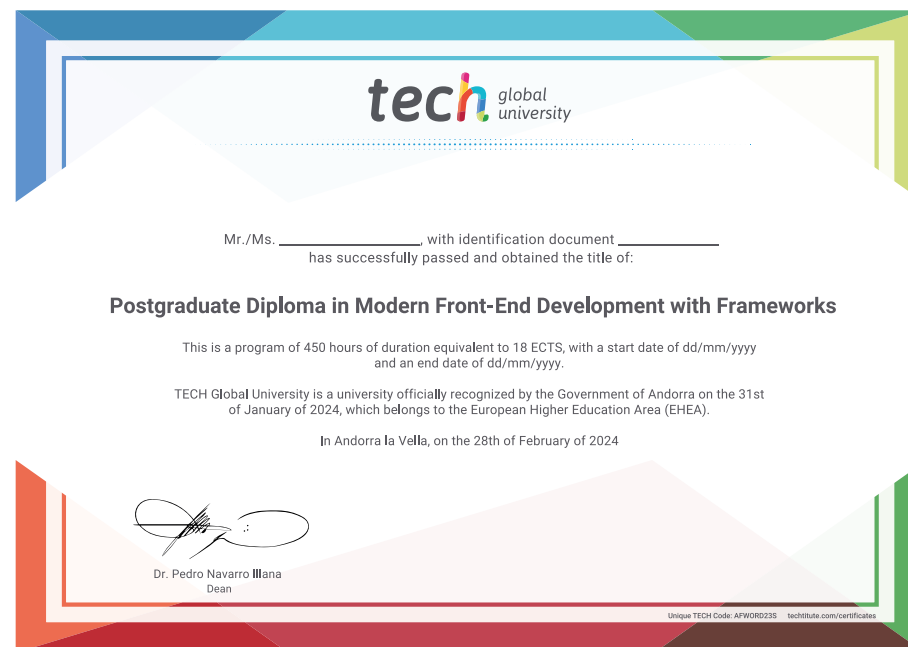 tech global university
Mr./Ms. ____________, with identification document ____________
has successfully passed and obtained the title of:
Postgraduate Diploma in Modern Front-End Development with Frameworks
This is a program of 450 hours of duration equivalent to 18 ECTS, with a start date of dd/mm/yyyy
and an end date of dd/mm/yyyy.
TECH Global University is a university officially recognized by the Government of Andorra on the 31st
of January of 2024, which belongs to the European Higher Education Area (EHEA).
In Andorra la Vella, on the 28th of February of 2024
Dr. Pedro Navarro Illana
Dean
Unique TECH Code: AFWORD23S techtitute.com/certificates